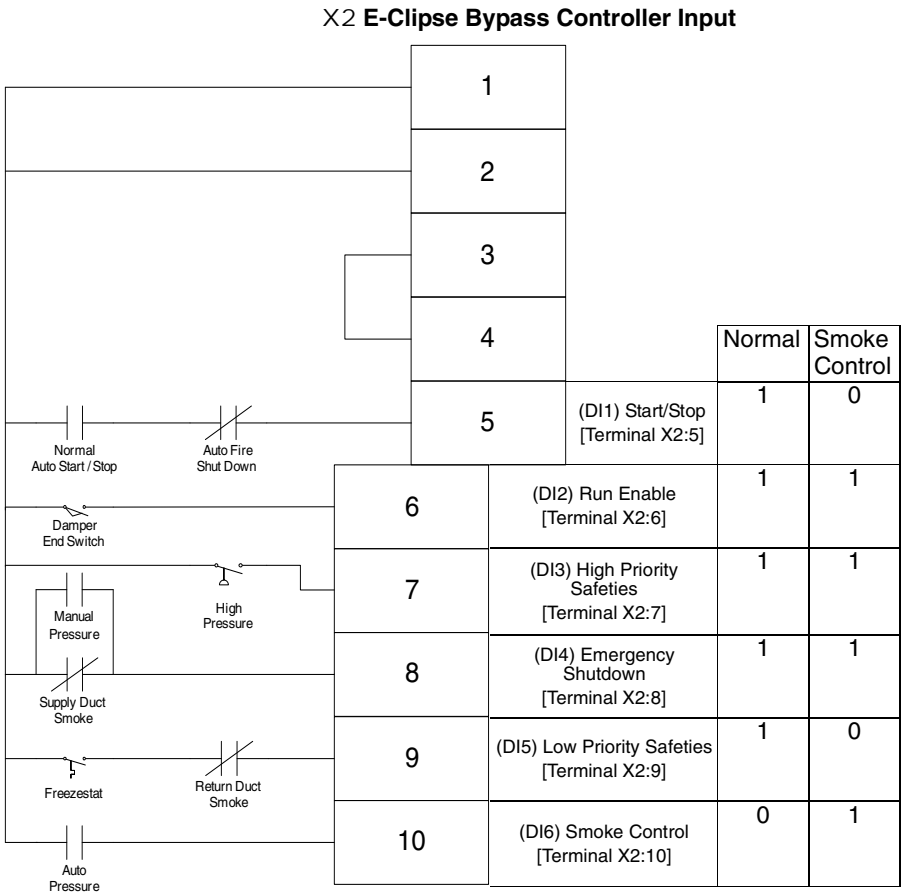 X2 E-Clipse Bypass Controller Input
1
2
3
4
Normal
Smoke
Control
5
(DI1) Start/Stop
[Terminal X2:5]
1
0
Normal
Auto Start / Stop
Auto Fire
Shut Down
6
(DI2) Run Enable
[Terminal X2:6]
1
1
Damper
End Switch
7
(DI3) High Priority
Safeties
[Terminal X2:7]
1
1
High
Pressure
Manual
Pressure
8
(DI4) Emergency
Shutdown
[Terminal X2:8]
1
1
Supply Duct
Smoke
9
(DI5) Low Priority Safeties
[Terminal X2:9]
1
0
Freezestat
Return Duct
Smoke
10
(DI6) Smoke Control
[Terminal X2:10]
0
1
Auto
Pressure